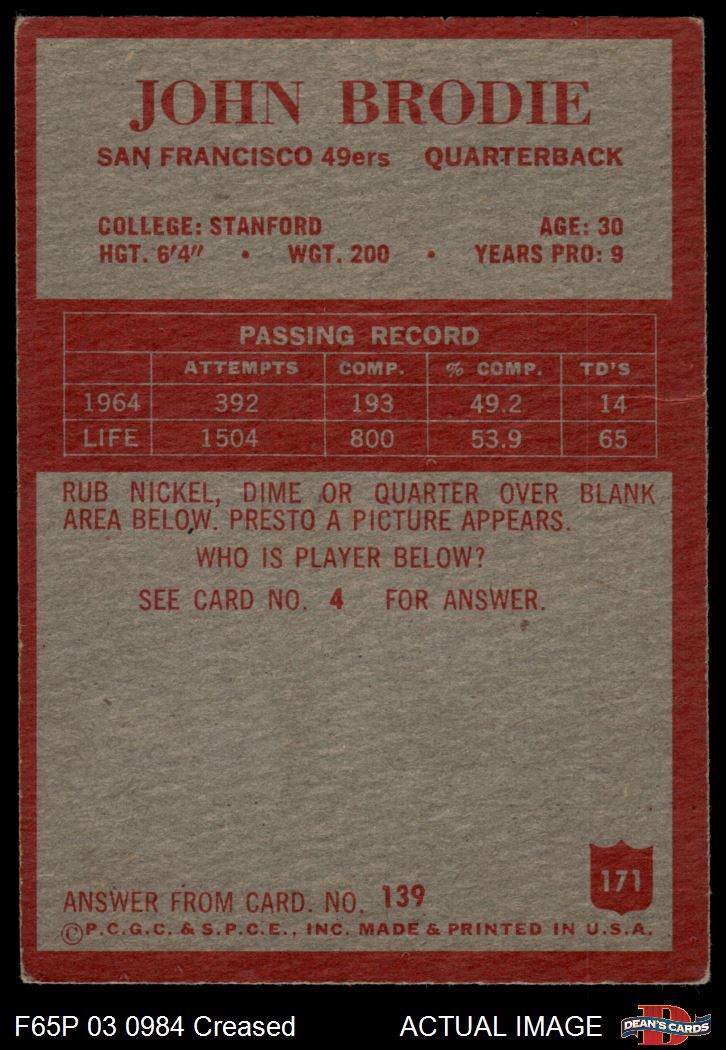 JOHN BRODIE
SAN FRANCISCO 49ers QUARTERBACK
COLLEGE: STANFORD AGE: 30
HGT. 6'4" • WGT. 200 • YEARS PRO: 9
PASSING RECORD
ATTEMPTS COMP. % COMP. TD'S
1964 392 193 49.2 14
LIFE 1504 800 53.9 65
RUB NICKEL, DIME OR QUARTER OVER BLANK
AREA BELOW. PRESTO A PICTURE APPEARS.
WHO IS PLAYER BELOW?
SEE CARD NO. 4 FOR ANSWER.
171
ANSWER FROM CARD. NO. 139
©P.C.G.C. & S.P.C.E., INC. MADE & PRINTED IN U.S.A.
F65P 03 0984 Creased ACTUAL IMAGE
D
DEAN'S CARDS